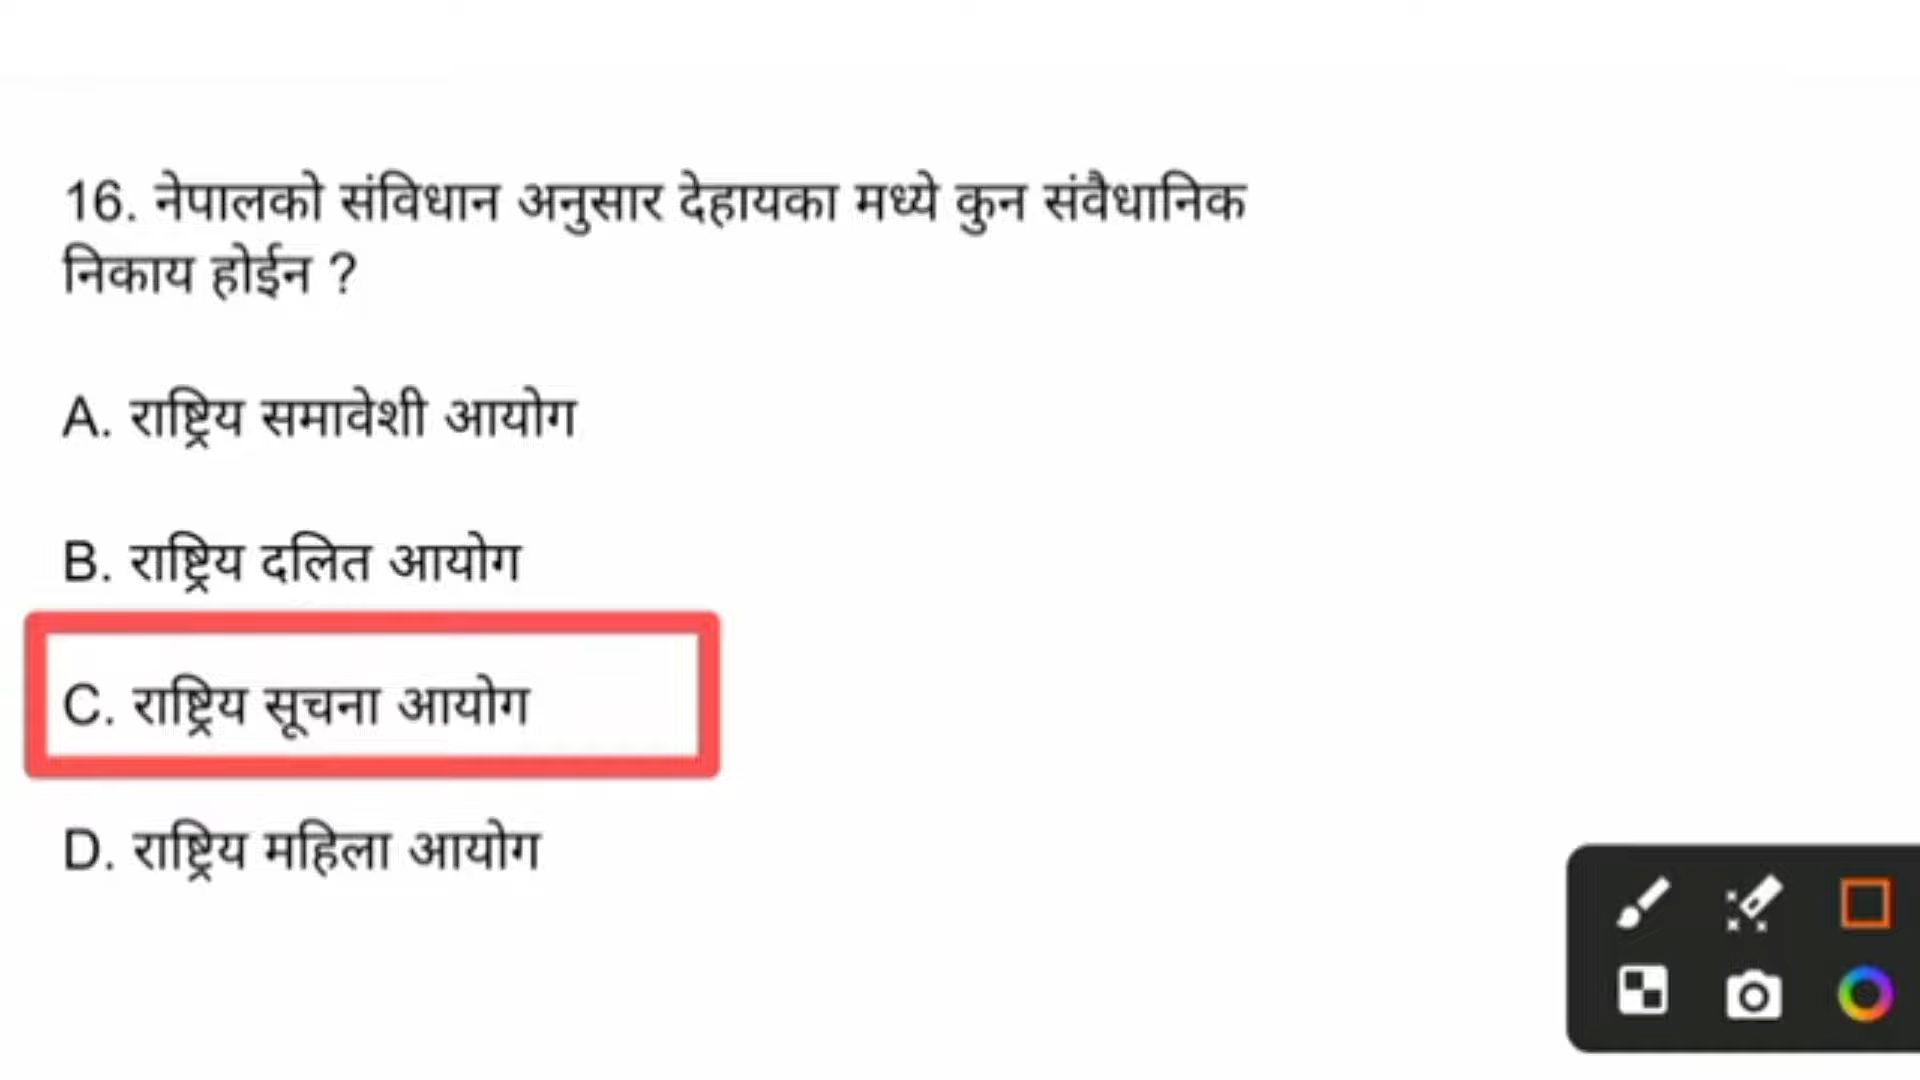 16. नेपालको संविधान अनुसार देहायका मध्ये कुन संवैधानिक
निकाय होईन ?
A. राष्ट्रिय समावेशी आयोग
B. राष्ट्रिय दलित आयोग
C. राष्ट्रिय सूचना आयोग
D. राष्ट्रिय महिला आयोग